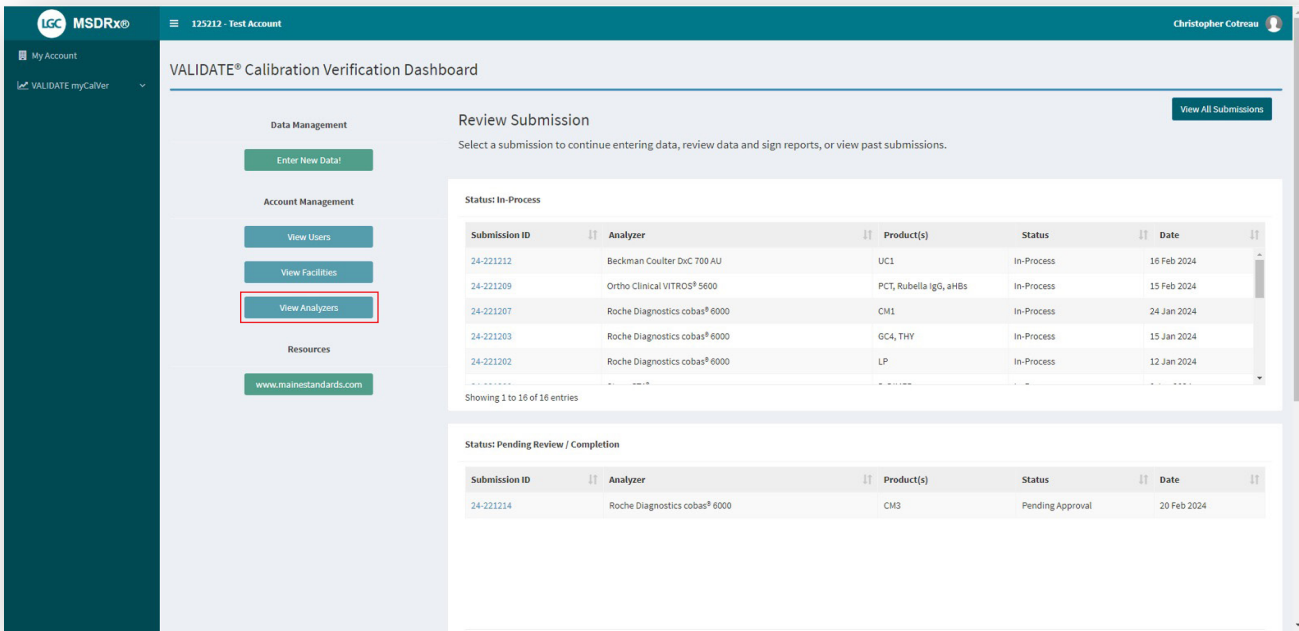 LGC MSDRx®
125212 - Test Account
Christopher Cotreau
My Account
VALIDATE myCalVer
VALIDATE® Calibration Verification Dashboard
View All Submissions
Data Management
Enter New Data!
Account Management
View Users
View Facilities
View Analyzers
Resources
www.mainestandards.com
Review Submission
Select a submission to continue entering data, review data and sign reports, or view past submissions.
Status: In-Process
Submission ID Analyzer Product(s) Status Date
24-221212 Beckman Coulter DxC 700 AU UC1 In-Process 16 Feb 2024
24-221209 Ortho Clinical VITROS® 5600 PCT, Rubella IgG, aHBs In-Process 15 Feb 2024
24-221207 Roche Diagnostics cobas® 6000 CM1 In-Process 24 Jan 2024
24-221203 Roche Diagnostics cobas® 6000 GC4, THY In-Process 15 Jan 2024
24-221202 Roche Diagnostics cobas® 6000 LP In-Process 12 Jan 2024
Showing 1 to 16 of 16 entries
Status: Pending Review / Completion
Submission ID Analyzer Product(s) Status Date
24-221214 Roche Diagnostics cobas® 6000 CM3 Pending Approval 20 Feb 2024